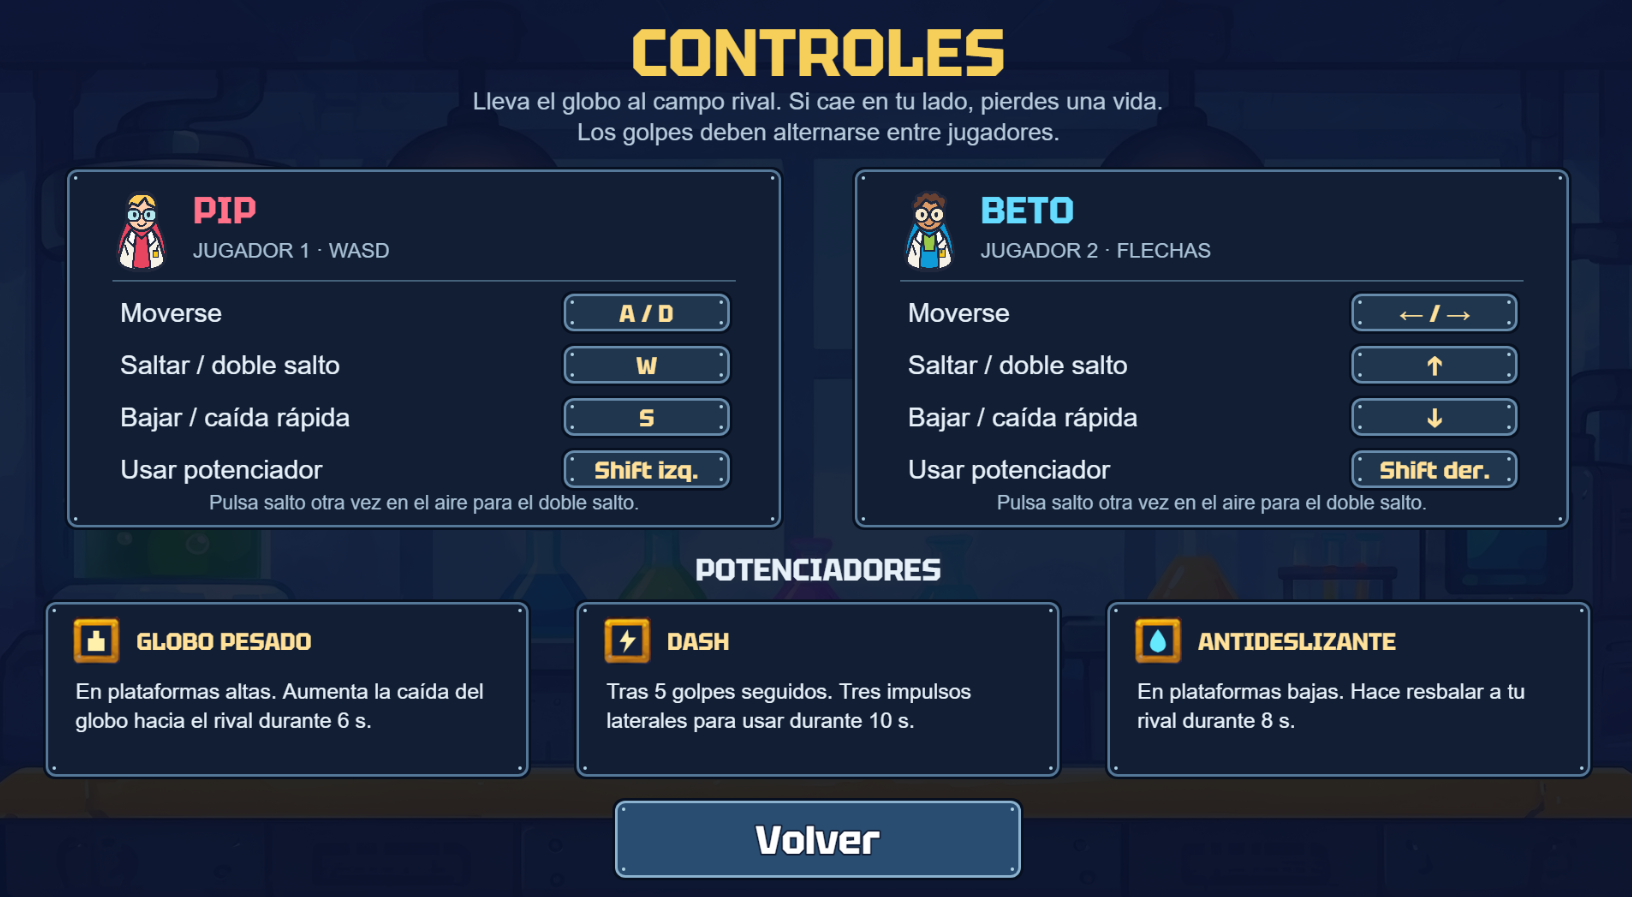 CONTROLES
Lleva el globo al campo rival. Si cae en tu lado, pierdes una vida.
Los golpes deben alternarse entre jugadores.
PIP
JUGADOR 1 · WASD
Moverse
A / D
Saltar / doble salto
W
Bajar / caída rápida
S
Usar potenciador
Shift izq.
Pulsa salto otra vez en el aire para el doble salto.
BETO
JUGADOR 2 · FLECHAS
Moverse
← / →
Saltar / doble salto
↑
Bajar / caída rápida
↓
Usar potenciador
Shift der.
Pulsa salto otra vez en el aire para el doble salto.
POTENCIADORES
GLOBO PESADO
En plataformas altas. Aumenta la caída del
globo hacia el rival durante 6 s.
DASH
Tras 5 golpes seguidos. Tres impulsos
laterales para usar durante 10 s.
ANTIDESLIZANTE
En plataformas bajas. Hace resbalar a tu
rival durante 8 s.
Volver